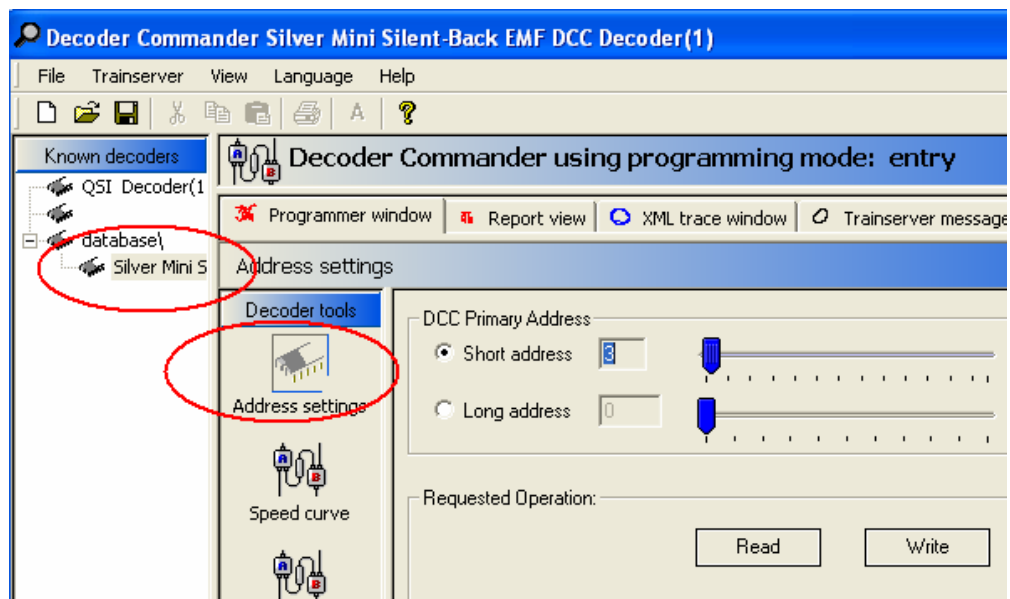 Decoder Commander Silver Mini Silent-Back EMF DCC Decoder(1)
File Trainserver View Language Help
A
Known decoders
QSI Decoder(1
database\
Silver Mini S
A B Decoder Commander using programming mode: entry
Programmer window Report view XML trace window Trainserver message
Address settings
Decoder tools
Address settings
A B
Speed curve
A B
DCC Primary Address
Short address 3
Long address 0
Requested Operation:
Read Write